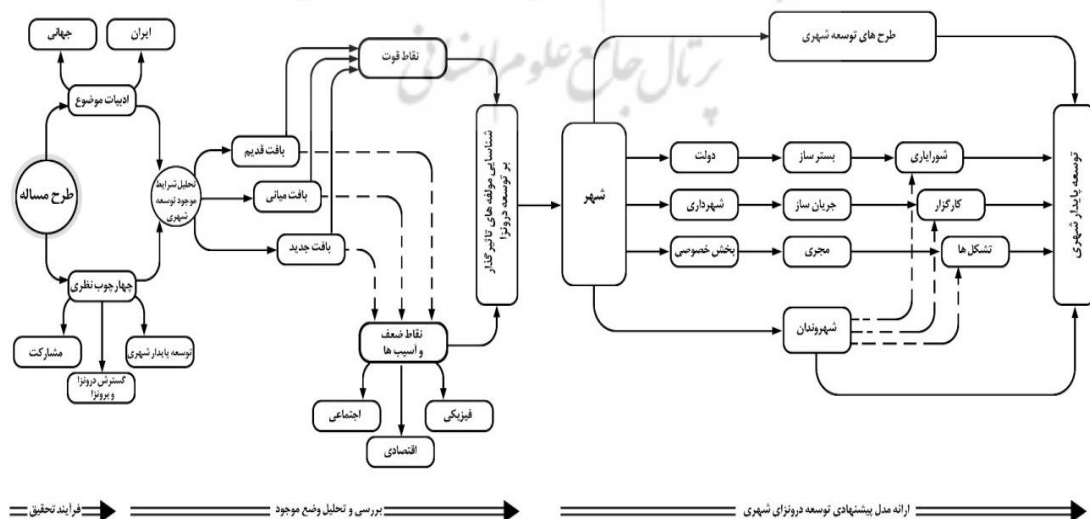 پرتال جامع علوم انسانی
جهانی
ایران
ادبیات موضوع
طرح مساله
چهارچوب نظری
مشارکت
گسترش درونزا
و برونزا
توسعه پایدار شهری
تحلیل شرایط
موجود توسعه
شهری
بافت قدیم
بافت میانی
بافت جدید
نقاط قوت
نقاط ضعف
و آسیب ها
اجتماعی
اقتصادی
فیزیکی
شناسایی مولفه های تاثیرگذار
بر توسعه درونزا
شهر
طرح های توسعه شهری
دولت
بستر ساز
شورایاری
شهرداری
جریان ساز
کارگزار
بخش خصوصی
مجری
تشکل ها
شهروندان
توسعه پایدار شهری
فرآیند تحقیق
بررسی و تحلیل وضع موجود
ارائه مدل پیشنهادی توسعه درونزای شهری